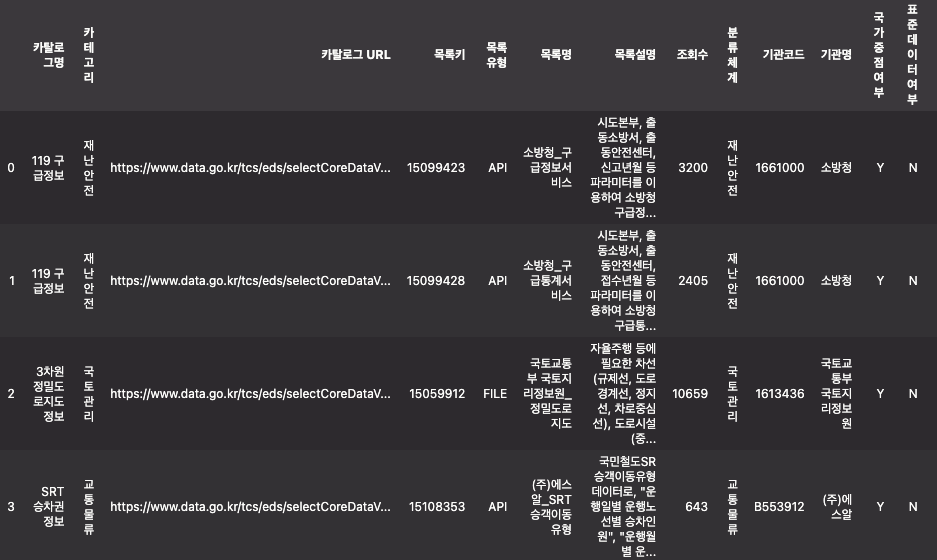 카탈로그명 카테고리 카탈로그 URL 목록키 목록유형 목록명 목록설명 조회수 분류체계 기관코드 기관명 국가중점여부 표준데이터여부
0 119 구급정보 재난안전 https://www.data.go.kr/tcs/eds/selectCoreDataV... 15099423 API 소방청_구급정보서비스 시도본부, 출동소방서, 출동안전센터, 신고년월 등 파라미터를 이용하여 소방청 구급정... 3200 재난안전 1661000 소방청 Y N
1 119 구급정보 재난안전 https://www.data.go.kr/tcs/eds/selectCoreDataV... 15099428 API 소방청_구급통계서비스 시도본부, 출동소방서, 출동안전센터, 접수년월 등 파라미터를 이용하여 소방청 구급통... 2405 재난안전 1661000 소방청 Y N
2 3차원 정밀도로지도 정보 국토관리 https://www.data.go.kr/tcs/eds/selectCoreDataV... 15059912 FILE 국토교통부 국토지리정보원_정밀도로지도 자율주행 등에 필요한 차선(규제선, 도로경계선, 정지선, 차로중심선), 도로시설(중... 10659 국토관리 1613436 국토교통부 국토지리정보원 Y N
3 SRT 승차권 정보 교통물류 https://www.data.go.kr/tcs/eds/selectCoreDataV... 15108353 API (주)에스알_SRT 승객이동유형 국민철도SR 승객이동유형 데이터로, "운행일별 운행노선별 승차인원", "운행월별 운... 643 교통물류 B553912 (주)에스알 Y N